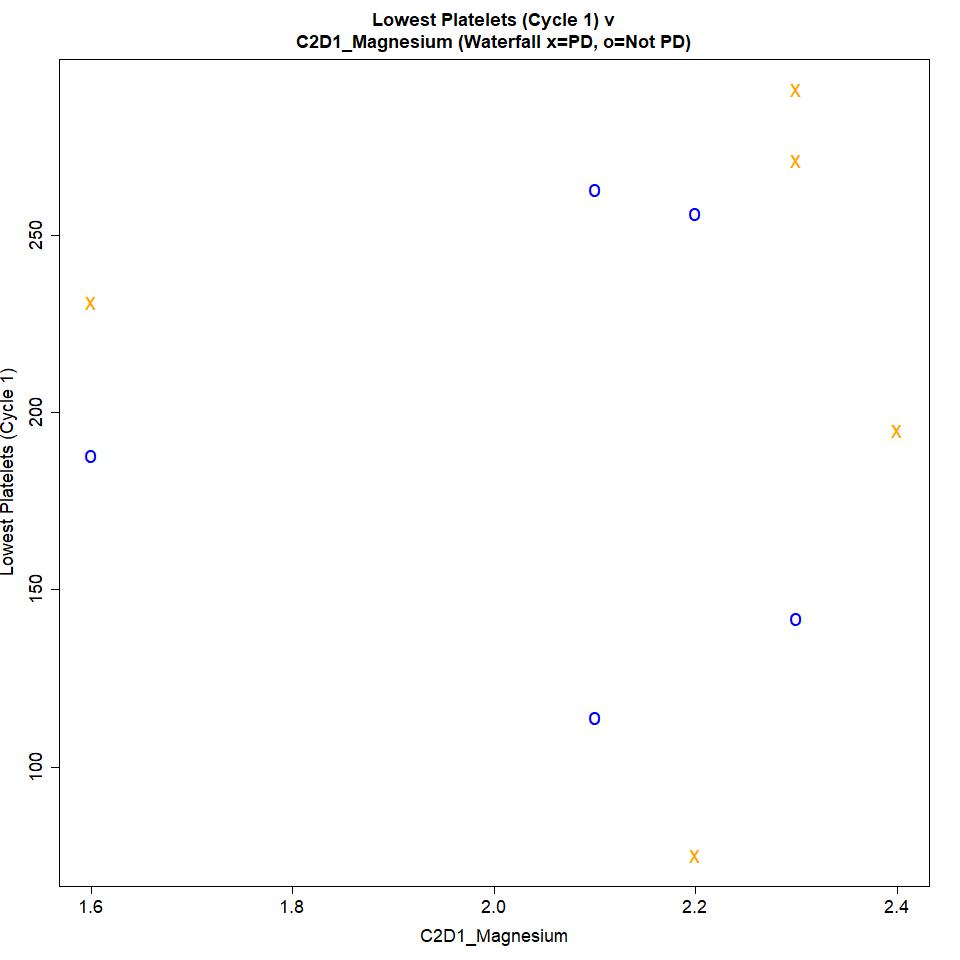 Lowest Platelets (Cycle 1) v
C2D1_Magnesium (Waterfall x=PD, o=Not PD)
Lowest Platelets (Cycle 1)
250
200
150
100
X
X
O
O
X
X
O
O
O
X
1.6
1.8
2.0
2.2
2.4
C2D1_Magnesium